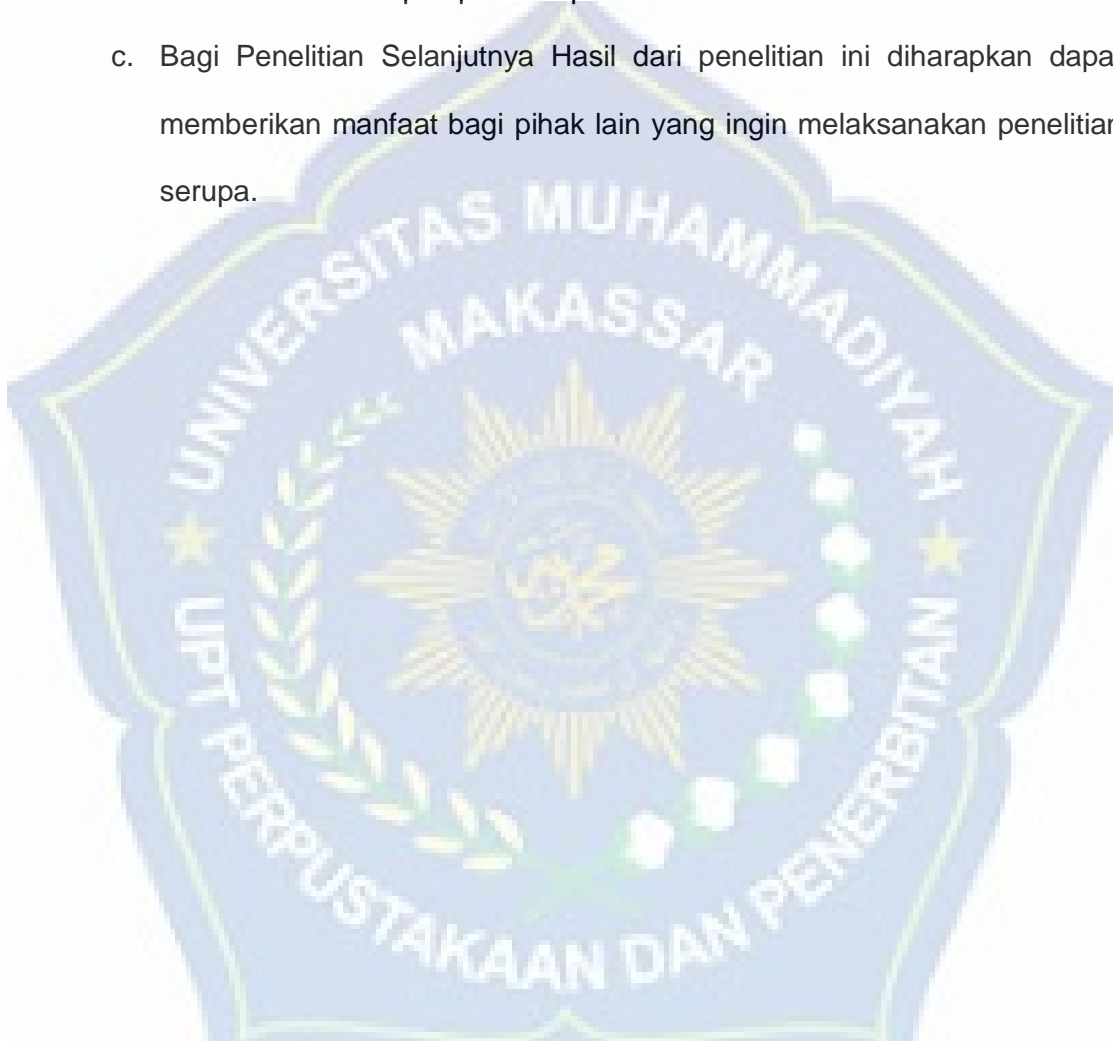 c. Bagi Penelitian Selanjutnya Hasil dari penelitian ini diharapkan dapa
memberikan manfaat bagi pihak lain yang ingin melaksanakan penelitian
serupa.
UNIVERSITAS MUHAMMADIYAH
MAKASSAR
UPT PERPUSTAKAAN DAN PENERBITAN